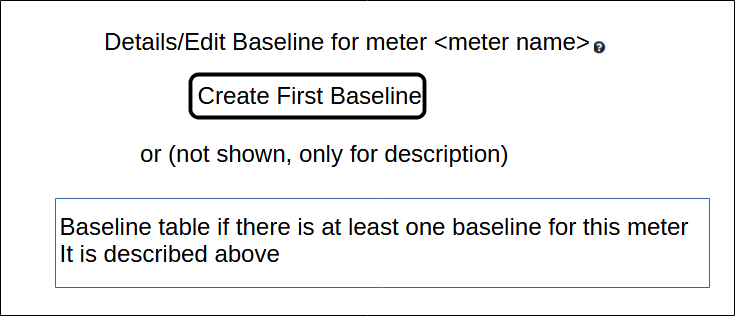 Details/Edit Baseline for meter <meter name>?
Create First Baseline
or (not shown, only for description)
Baseline table if there is at least one baseline for this meter
It is described above